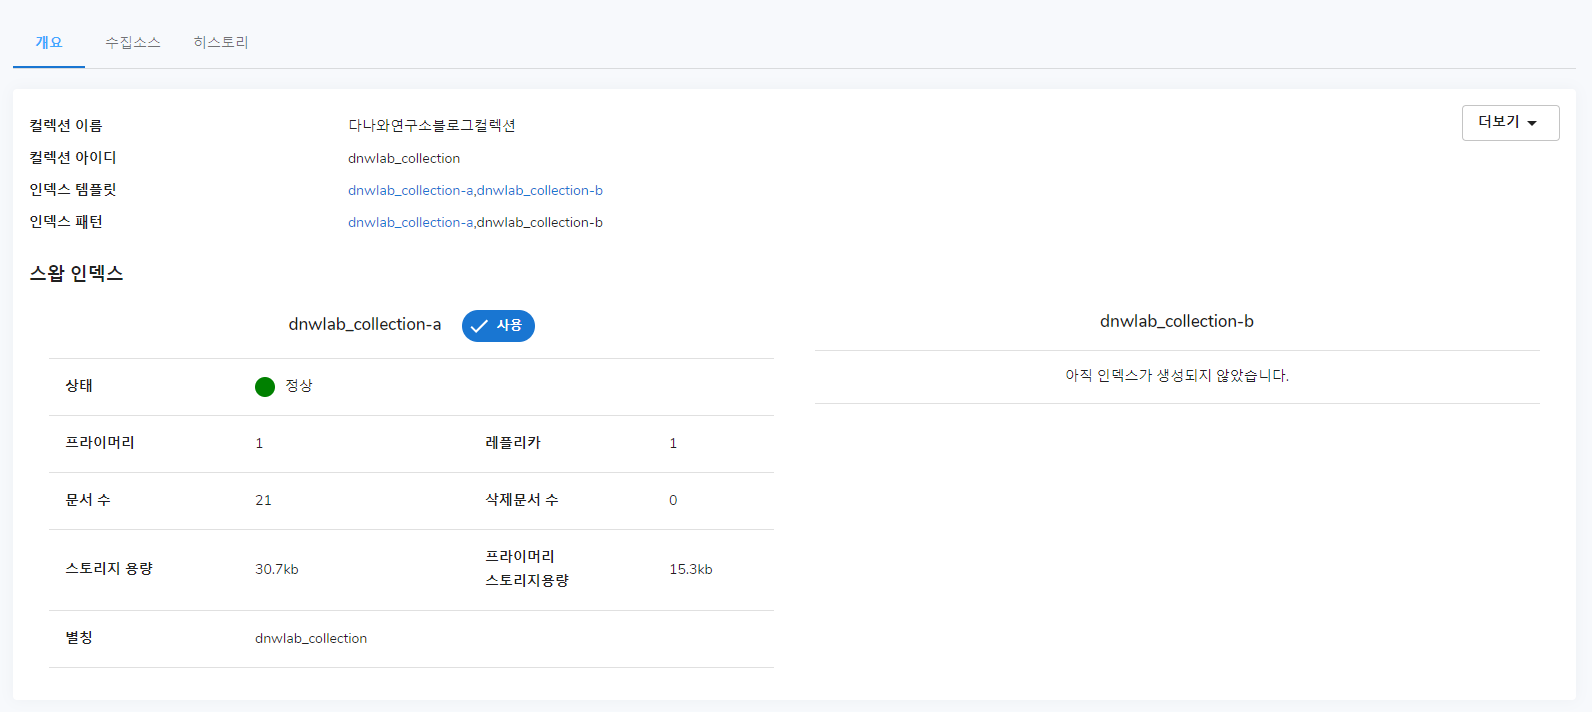 개요 수집소스 히스토리
컬렉션 이름 다나와연구소블로그컬렉션 더보기
컬렉션 아이디 dnwlab_collection
인덱스 템플릿 dnwlab_collection-a,dnwlab_collection-b
인덱스 패턴 dnwlab_collection-a,dnwlab_collection-b
스왑 인덱스
dnwlab_collection-a 사용
상태 정상
프라이머리 1 레플리카 1
문서 수 21 삭제문서 수 0
스토리지 용량 30.7kb 프라이머리
스토리지용량 15.3kb
별칭 dnwlab_collection
dnwlab_collection-b
아직 인덱스가 생성되지 않았습니다.